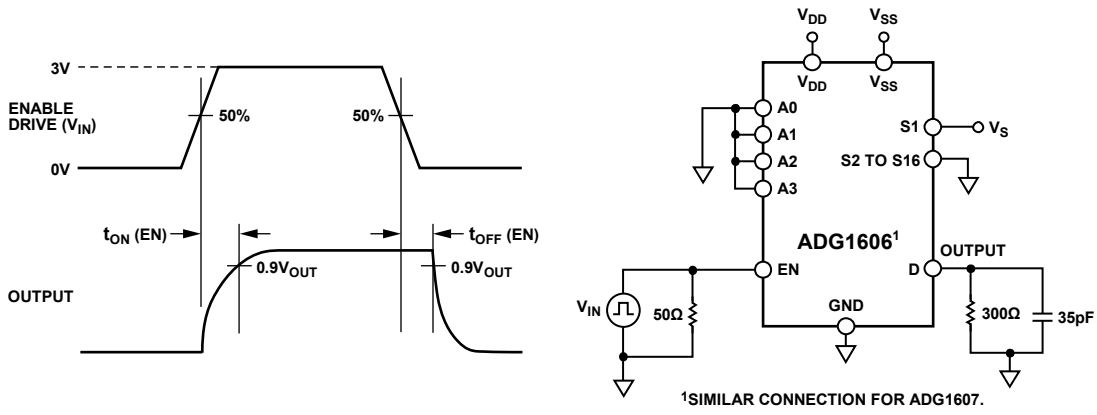 3V
ENABLE
DRIVE (VIN)
50%
50%
0V
tON (EN)
tOFF (EN)
0.9VOUT
0.9VOUT
OUTPUT
VDD
VSS
VDD
VSS
A0
A1
A2
A3
S1
VS
S2 TO S16
ADG1606¹
OUTPUT
EN
D
VIN
50Ω
GND
300Ω
35pF
¹SIMILAR CONNECTION FOR ADG1607.